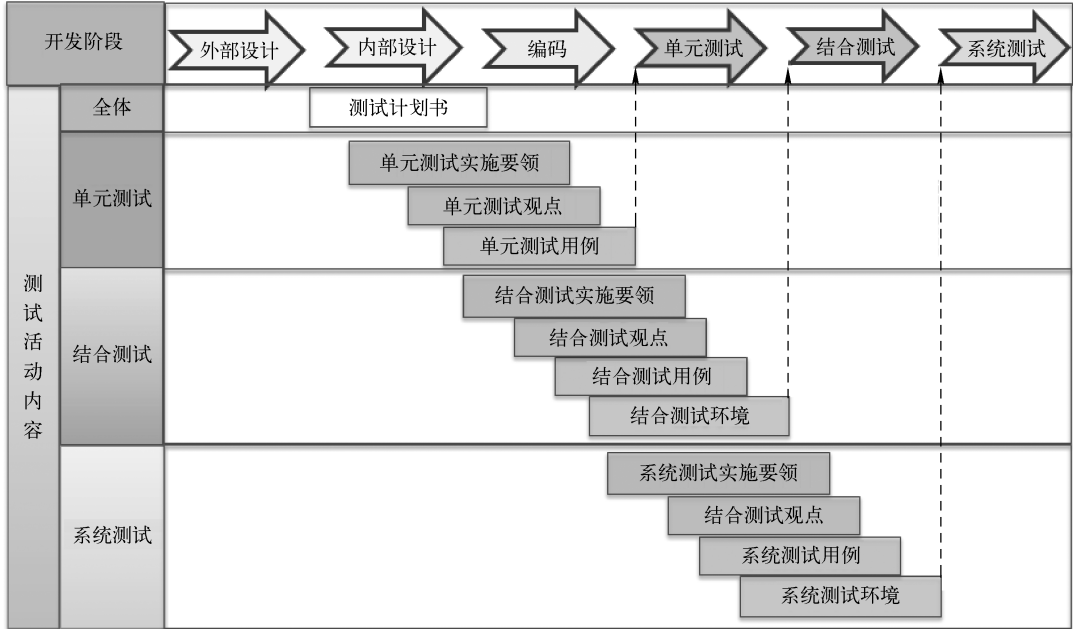 开发阶段
外部设计
内部设计
编码
单元测试
结合测试
系统测试
测试活动内容
全体
测试计划书
单元测试
单元测试实施要领
单元测试观点
单元测试用例
结合测试
结合测试实施要领
结合测试观点
结合测试用例
结合测试环境
系统测试
系统测试实施要领
结合测试观点
系统测试用例
系统测试环境